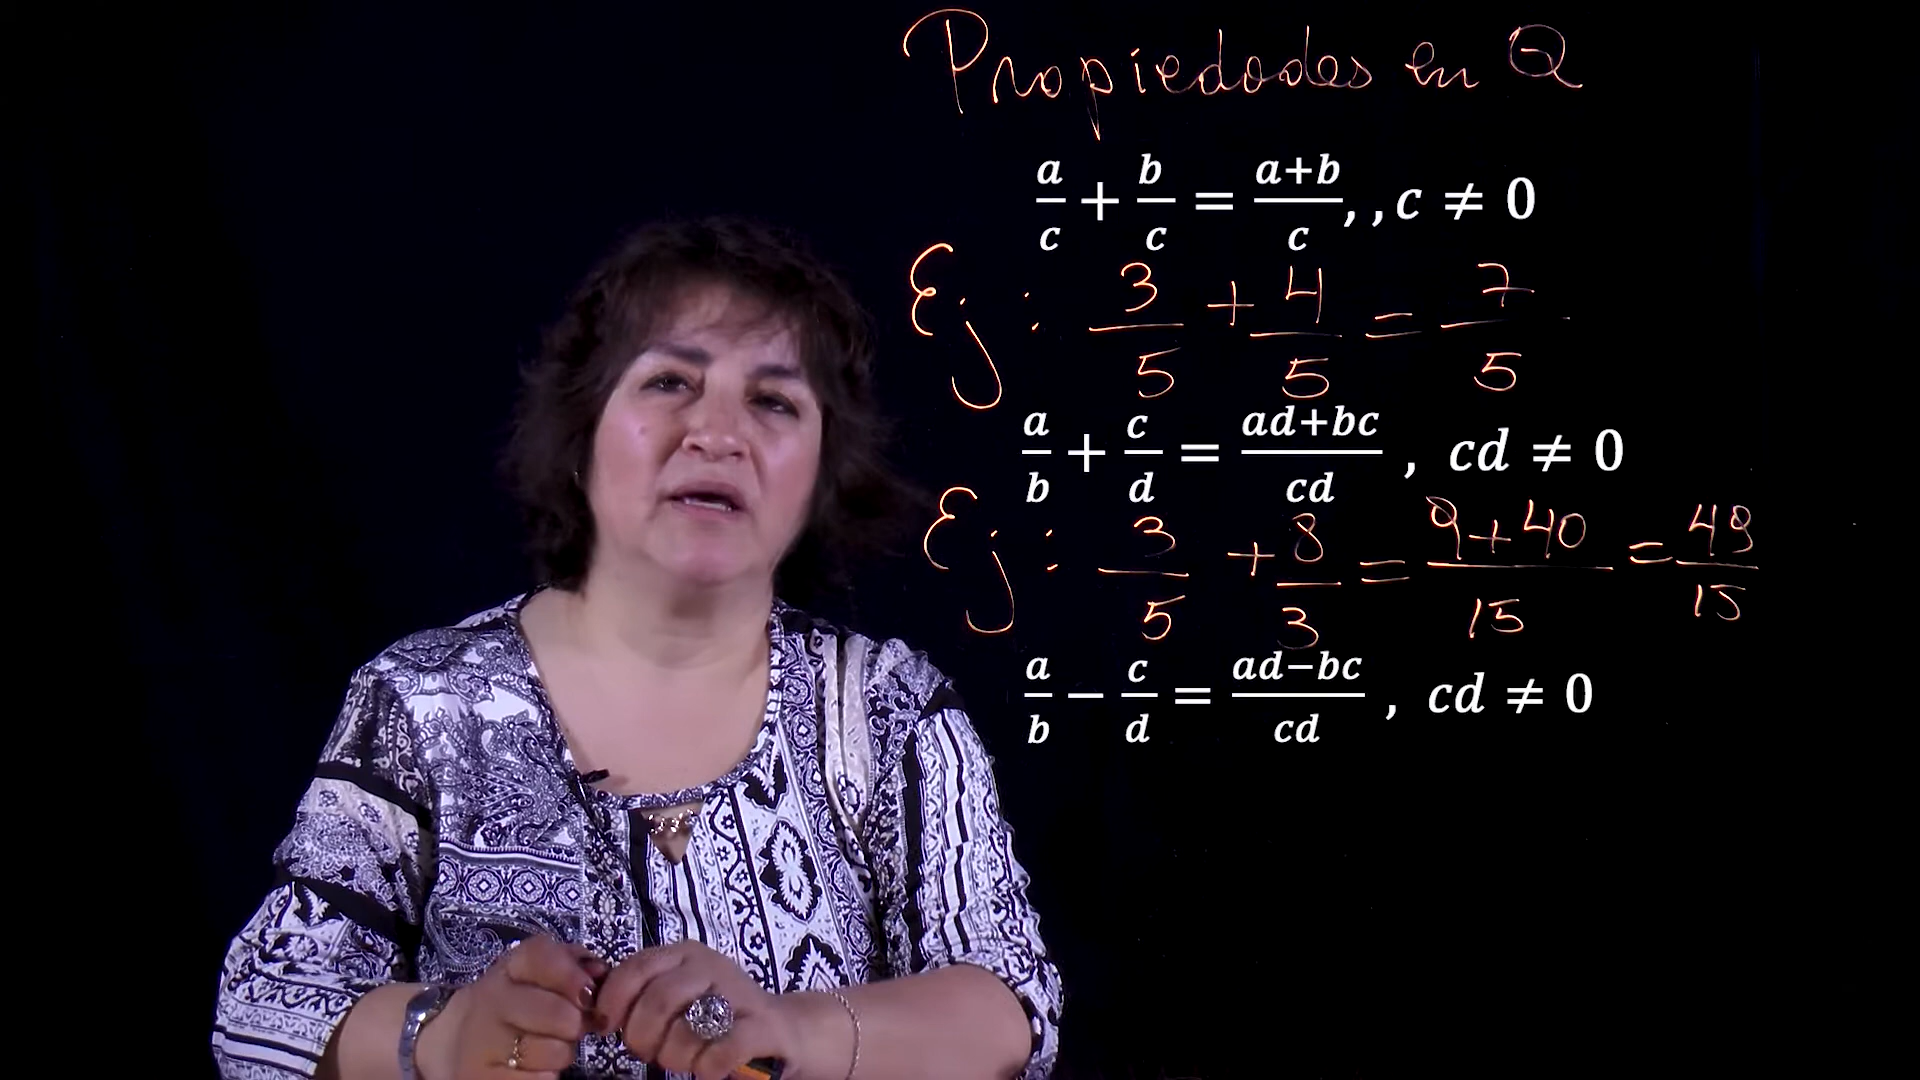 Propiedades en Q
a/c + b/c = a+b/c, , c ≠ 0
Ej : 3/5 + 4/5 = 7/5
a/b + c/d = ad+bc/cd , cd ≠ 0
Ej : 3/5 + 8/3 = 9+40/15 = 49/15
a/b − c/d = ad−bc/cd , cd ≠ 0